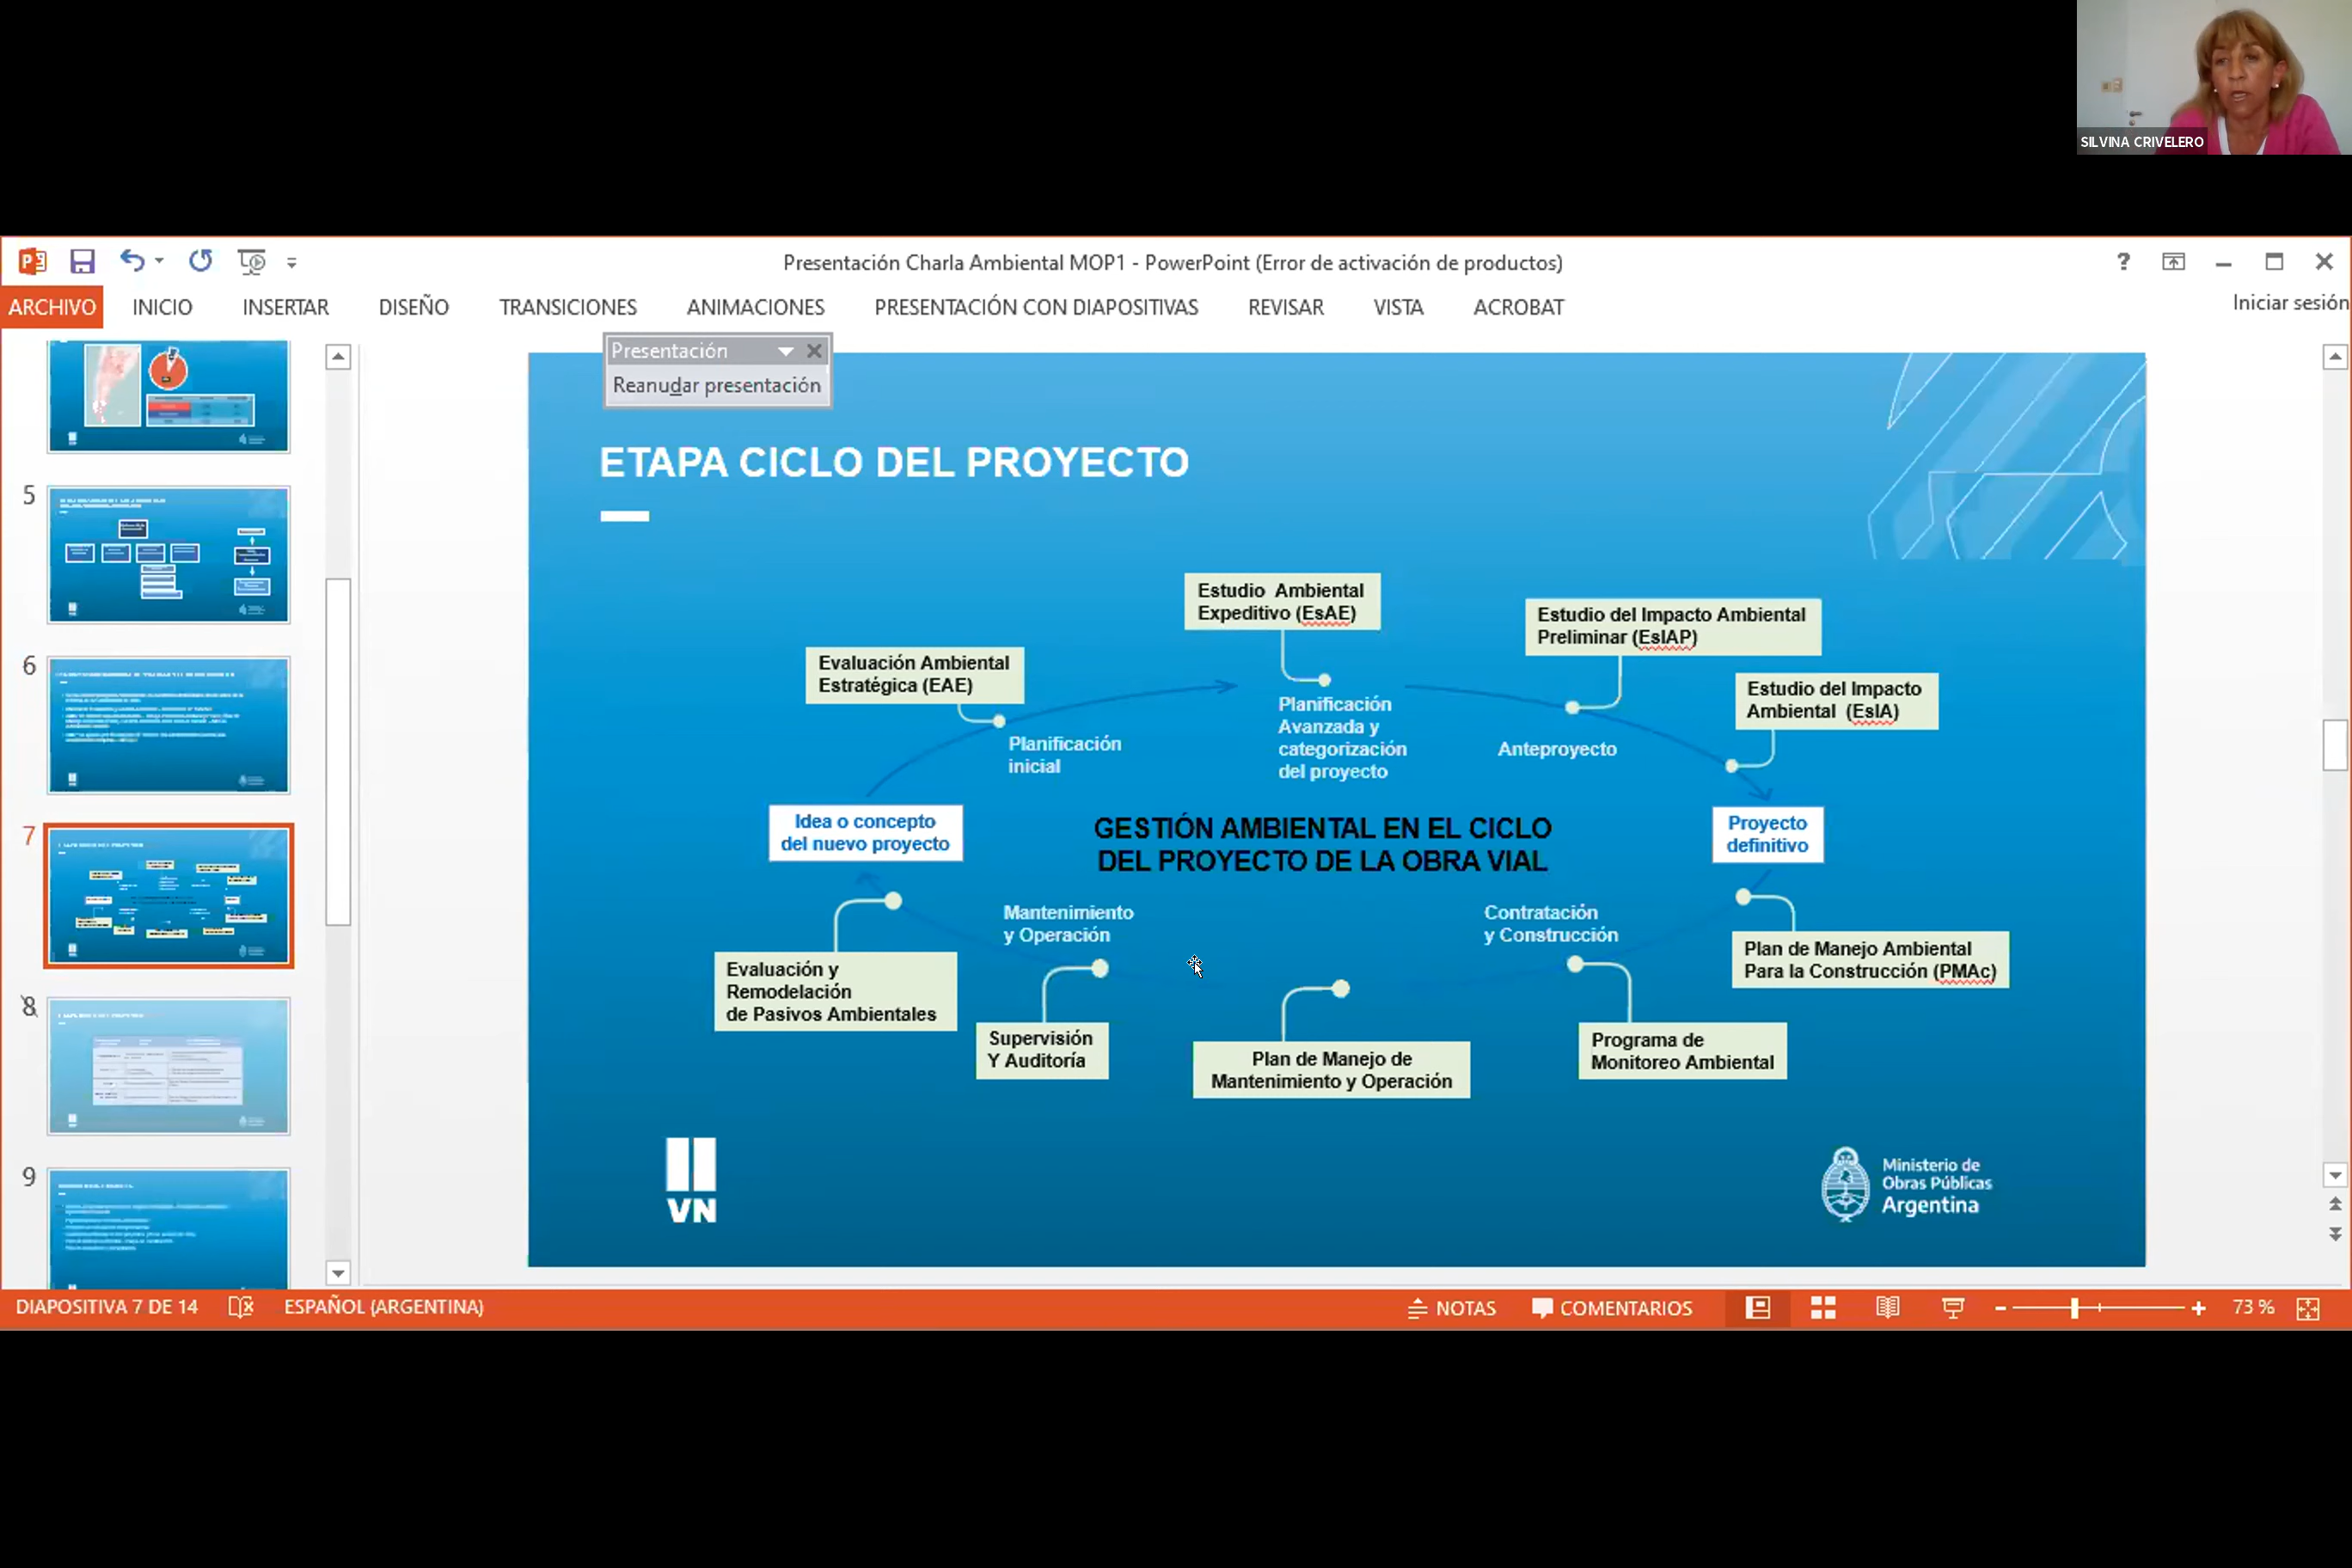 SILVINA CRIVELERO
Presentación Charla Ambiental MOP1 - PowerPoint (Error de activación de productos)
?
ARCHIVO INICIO INSERTAR DISEÑO TRANSICIONES ANIMACIONES PRESENTACIÓN CON DIAPOSITIVAS REVISAR VISTA ACROBAT
Iniciar sesión
Presentación
Reanudar presentación
5
6
7
8
9
ETAPA CICLO DEL PROYECTO
Estudio Ambiental
Expeditivo (EsAE)
Estudio del Impacto Ambiental
Preliminar (EsIAP)
Evaluación Ambiental
Estratégica (EAE)
Estudio del Impacto
Ambiental (EsIA)
Planificación
inicial
Planificación
Avanzada y
categorización
del proyecto
Anteproyecto
Idea o concepto
del nuevo proyecto
GESTIÓN AMBIENTAL EN EL CICLO
DEL PROYECTO DE LA OBRA VIAL
Proyecto
definitivo
Mantenimiento
y Operación
Contratación
y Construcción
Plan de Manejo Ambiental
Para la Construcción (PMAc)
Evaluación y
Remodelación
de Pasivos Ambientales
Supervisión
Y Auditoría
Plan de Manejo de
Mantenimiento y Operación
Programa de
Monitoreo Ambiental
VN
Ministerio de
Obras Públicas
Argentina
DIAPOSITIVA 7 DE 14 ESPAÑOL (ARGENTINA) NOTAS COMENTARIOS 73 %